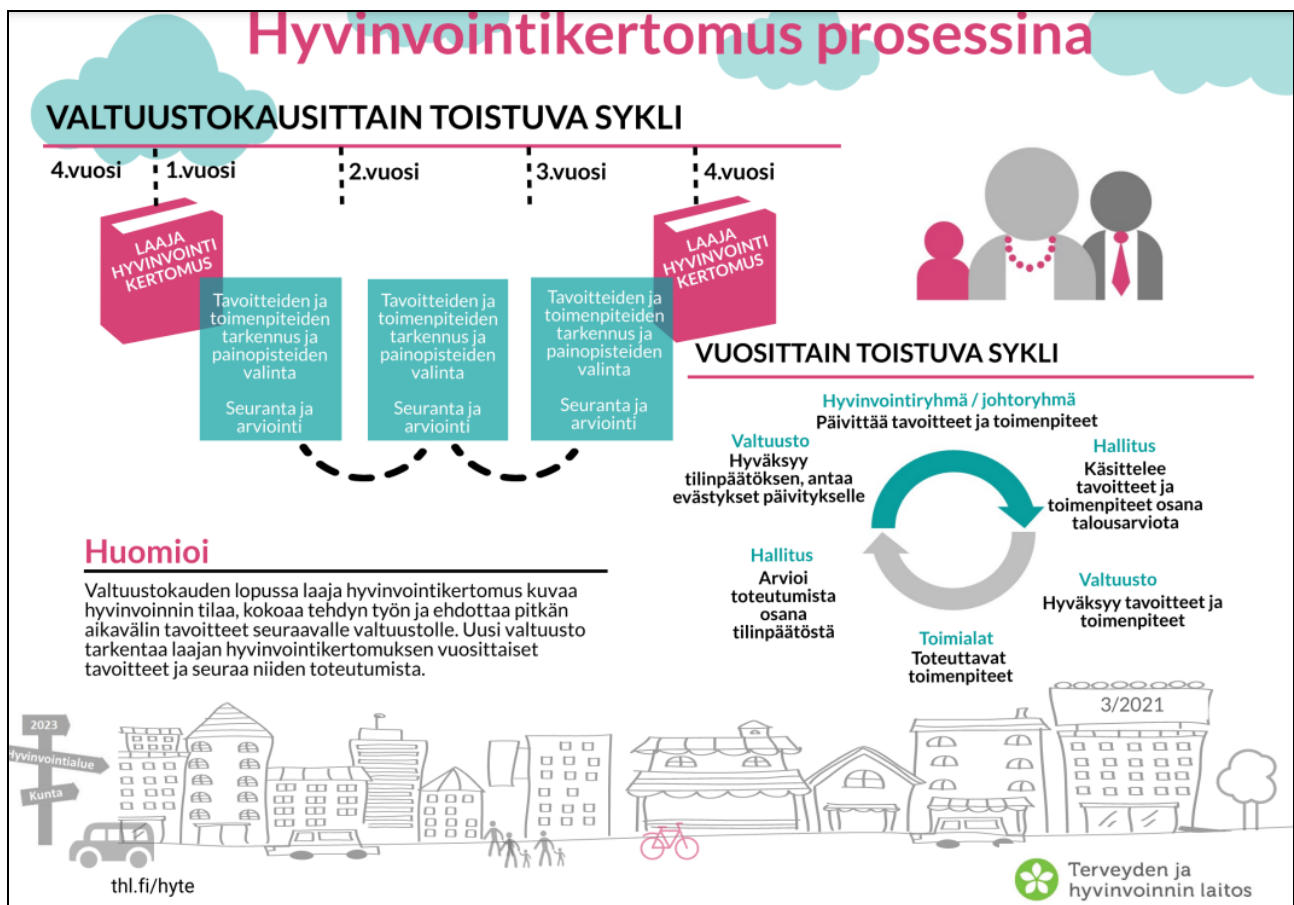 Hyvinvointikertomus prosessina
VALTUUSTOKAUSITTAIN TOISTUVA SYKLI
4.vuosi
1.vuosi
2.vuosi
3.vuosi
4.vuosi
LAAJA
HYVINVOINTI
KERTOMUS
LAAJA
HYVINVOINTI
KERTOMUS
Tavoitteiden ja
toimenpiteiden
tarkennus ja
painopisteiden
valinta
Seuranta ja
arviointi
Tavoitteiden ja
toimenpiteiden
tarkennus ja
painopisteiden
valinta
Seuranta ja
arviointi
Tavoitteiden ja
toimenpiteiden
tarkennus ja
painopisteiden
valinta
Seuranta ja
arviointi
VUOSITTAIN TOISTUVA SYKLI
Hyvinvointiryhmä / johtoryhmä
Päivittää tavoitteet ja toimenpiteet
Hallitus
Käsittelee
tavoitteet ja
toimenpiteet osana
talousarviota
Valtuusto
Hyväksyy tavoitteet ja
toimenpiteet
Toimialat
Toteuttavat
toimenpiteet
Hallitus
Arvioi
toteutumista
osana
tilinpäätöstä
Valtuusto
Hyväksyy
tilinpäätöksen, antaa
evästykset päivitykselle
Huomioi
Valtuustokauden lopussa laaja hyvinvointikertomus kuvaa
hyvinvoinnin tilaa, kokoaa tehdyn työn ja ehdottaa pitkän
aikavälin tavoitteet seuraavalle valtuustolle. Uusi valtuusto
tarkentaa laajan hyvinvointikertomuksen vuosittaiset
tavoitteet ja seuraa niiden toteutumista.
2023
Hyvinvointialue
Kunta
3/2021
thl.fi/hyte
Terveyden ja
hyvinvoinnin laitos